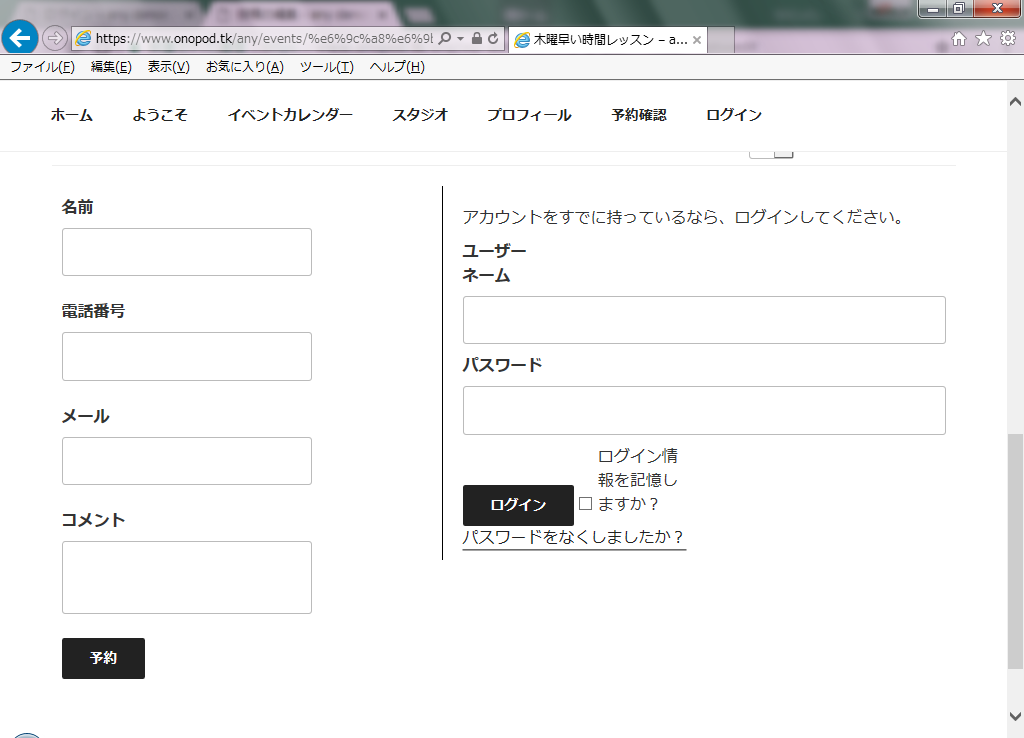 https://www.onopod.tk/any/events/%e6%9c%a8%e6%9l
木曜早い時間レッスン – a...
ファイル(F) 編集(E) 表示(V) お気に入り(A) ツール(T) ヘルプ(H)
ホーム ようこそ イベントカレンダー スタジオ プロフィール 予約確認 ログイン
名前
電話番号
メール
コメント
予約
アカウントをすでに持っているなら、ログインしてください。
ユーザー
ネーム
パスワード
ログイン情
報を記憶し
ますか？
ログイン
パスワードをなくしましたか？